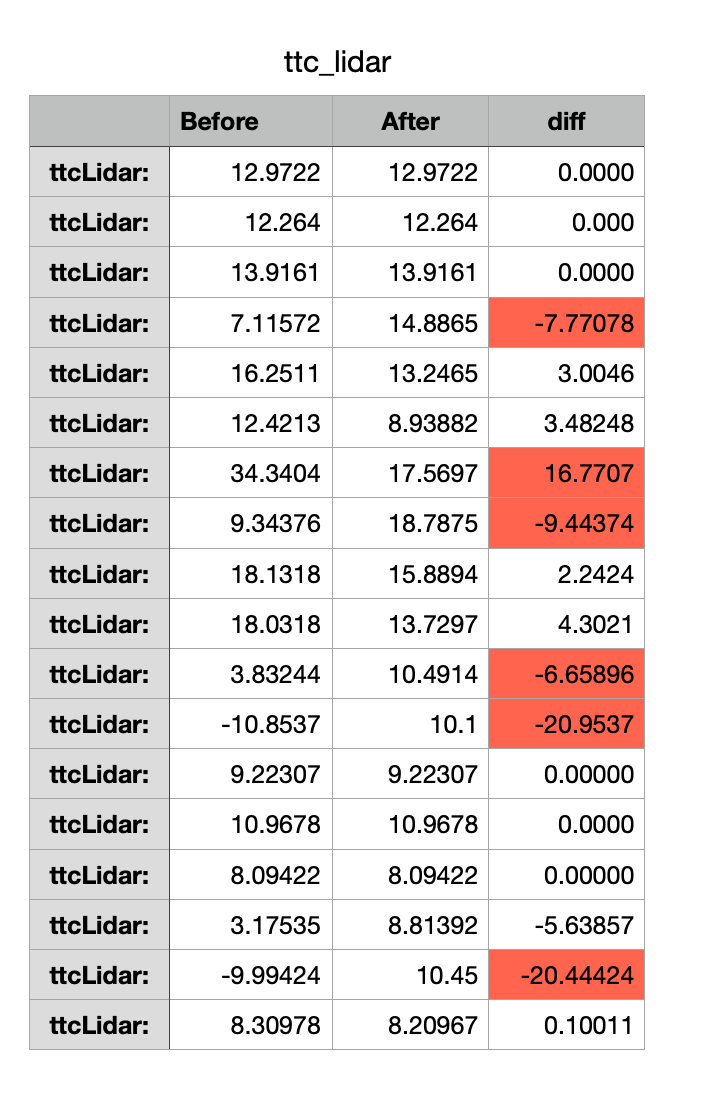 ttc_lidar
Before After diff
ttcLidar: 12.9722 12.9722 0.0000
ttcLidar: 12.264 12.264 0.000
ttcLidar: 13.9161 13.9161 0.0000
ttcLidar: 7.11572 14.8865 -7.77078
ttcLidar: 16.2511 13.2465 3.0046
ttcLidar: 12.4213 8.93882 3.48248
ttcLidar: 34.3404 17.5697 16.7707
ttcLidar: 9.34376 18.7875 -9.44374
ttcLidar: 18.1318 15.8894 2.2424
ttcLidar: 18.0318 13.7297 4.3021
ttcLidar: 3.83244 10.4914 -6.65896
ttcLidar: -10.8537 10.1 -20.9537
ttcLidar: 9.22307 9.22307 0.00000
ttcLidar: 10.9678 10.9678 0.0000
ttcLidar: 8.09422 8.09422 0.00000
ttcLidar: 3.17535 8.81392 -5.63857
ttcLidar: -9.99424 10.45 -20.44424
ttcLidar: 8.30978 8.20967 0.10011